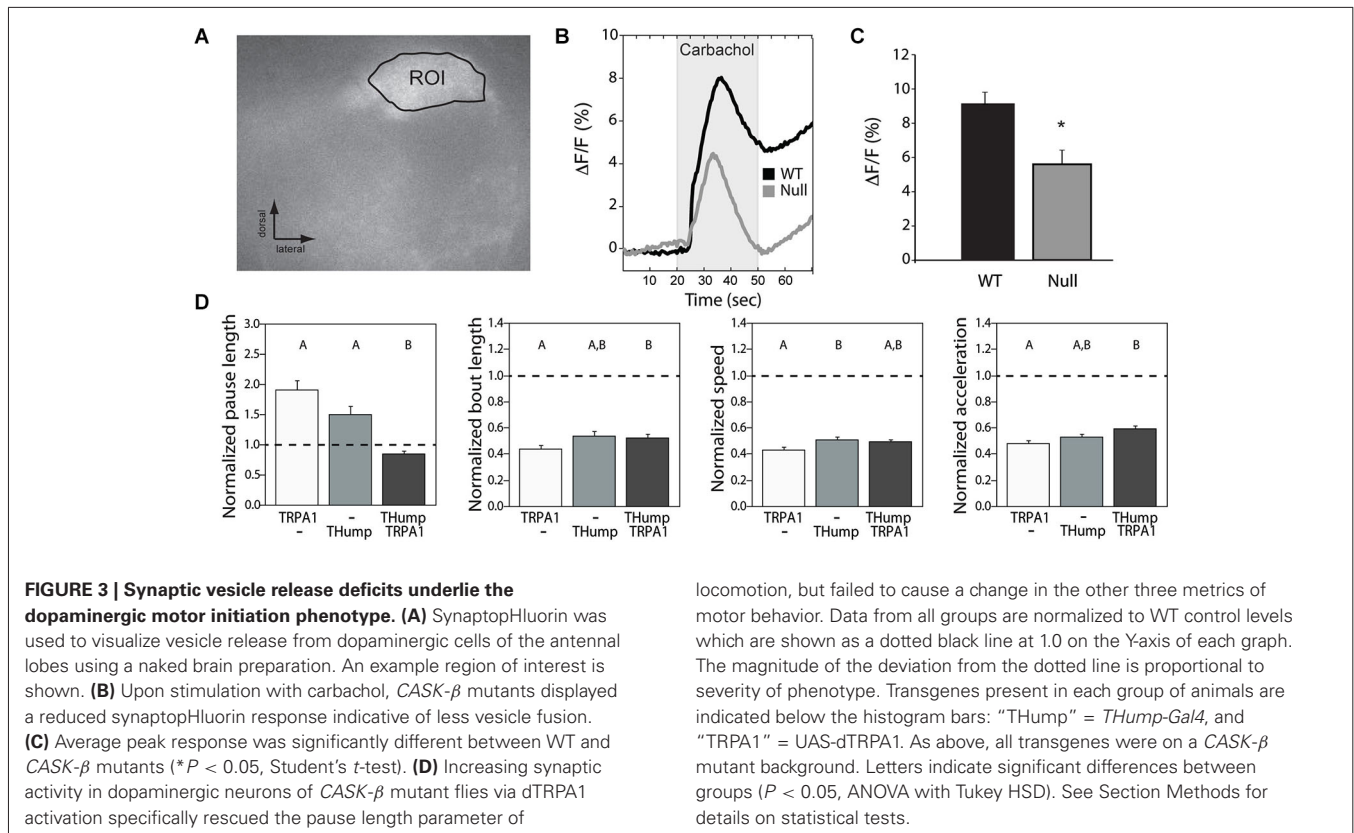 A
ROI
dorsal
lateral
B
10
8
6
4
2
0
ΔF/F (%)
Carbachol
WT
Null
10 20 30 40 50 60
Time (sec)
C
12
10
8
6
4
2
0
ΔF/F (%)
*
WT Null
D
Normalized pause length
3.0
2.5
2.0
1.5
1.0
0.5
0.0
A A B
TRPA1 – THump
– THump TRPA1
Normalized bout length
1.4
1.2
1.0
0.8
0.6
0.4
0.2
0.0
A A,B B
TRPA1 – THump
– THump TRPA1
Normalized speed
1.4
1.2
1.0
0.8
0.6
0.4
0.2
0.0
A B A,B
TRPA1 – THump
– THump TRPA1
Normalized acceleration
1.4
1.2
1.0
0.8
0.6
0.4
0.2
0.0
A A,B B
TRPA1 – THump
– THump TRPA1
FIGURE 3 | Synaptic vesicle release deficits underlie the
dopaminergic motor initiation phenotype. (A) SynaptopHluorin was
used to visualize vesicle release from dopaminergic cells of the antennal
lobes using a naked brain preparation. An example region of interest is
shown. (B) Upon stimulation with carbachol, CASK-β mutants displayed
a reduced synaptopHluorin response indicative of less vesicle fusion.
(C) Average peak response was significantly different between WT and
CASK-β mutants (*P < 0.05, Student's t-test). (D) Increasing synaptic
activity in dopaminergic neurons of CASK-β mutant flies via dTRPA1
activation specifically rescued the pause length parameter of
locomotion, but failed to cause a change in the other three metrics of
motor behavior. Data from all groups are normalized to WT control levels
which are shown as a dotted black line at 1.0 on the Y-axis of each graph.
The magnitude of the deviation from the dotted line is proportional to
severity of phenotype. Transgenes present in each group of animals are
indicated below the histogram bars: "THump" = THump-Gal4, and
"TRPA1" = UAS-dTRPA1. As above, all transgenes were on a CASK-β
mutant background. Letters indicate significant differences between
groups (P < 0.05, ANOVA with Tukey HSD). See Section Methods for
details on statistical tests.